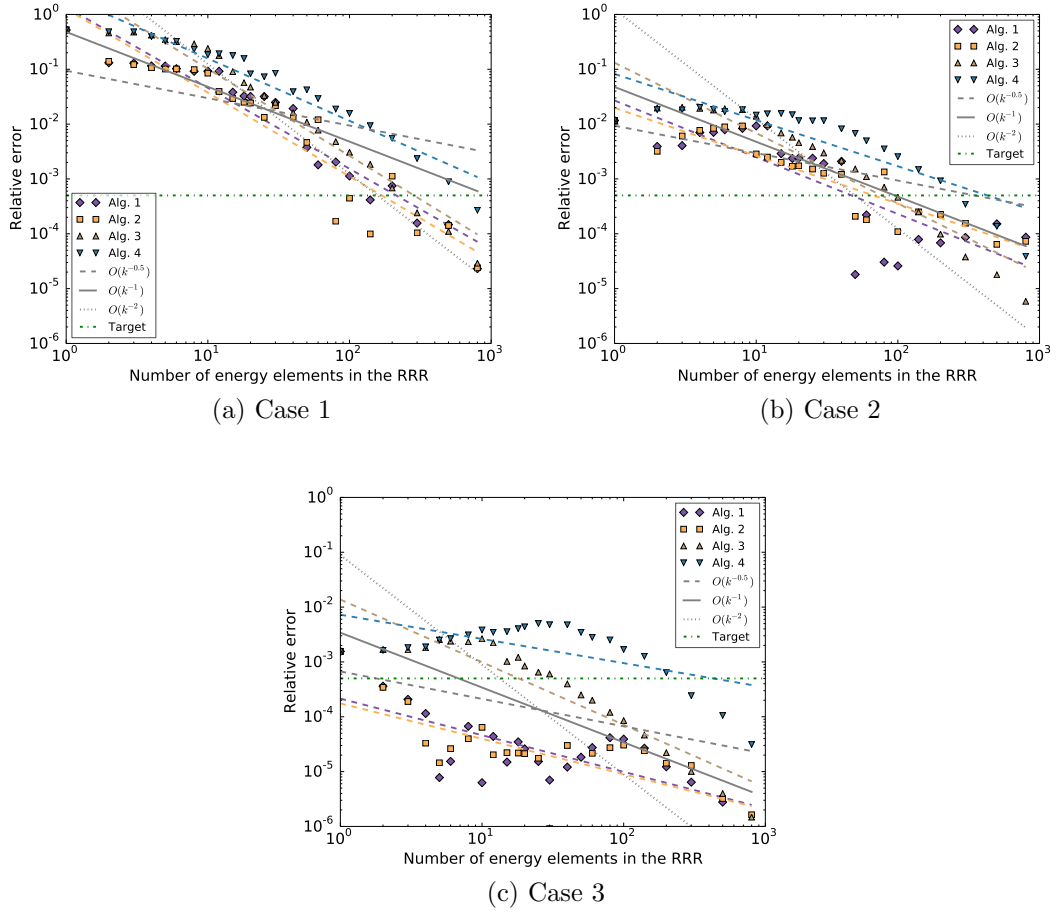 10^0
10^-1
10^-2
10^-3
10^-4
10^-5
10^-6
Relative error
Alg. 1
Alg. 2
Alg. 3
Alg. 4
O(k^-0.5)
O(k^-1)
O(k^-2)
Target
10^0
10^1
10^2
10^3
Number of energy elements in the RRR
(a) Case 1
10^0
10^-1
10^-2
10^-3
10^-4
10^-5
10^-6
Relative error
Alg. 1
Alg. 2
Alg. 3
Alg. 4
O(k^-0.5)
O(k^-1)
O(k^-2)
Target
10^0
10^1
10^2
10^3
Number of energy elements in the RRR
(b) Case 2
10^0
10^-1
10^-2
10^-3
10^-4
10^-5
10^-6
Relative error
Alg. 1
Alg. 2
Alg. 3
Alg. 4
O(k^-0.5)
O(k^-1)
O(k^-2)
Target
10^0
10^1
10^2
10^3
Number of energy elements in the RRR
(c) Case 3